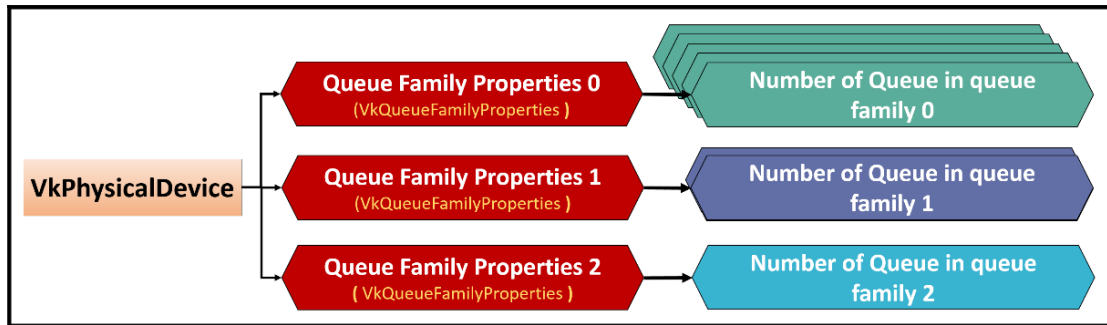 Queue Family Properties 0
(VkQueueFamilyProperties )
Number of Queue in queue
family 0
VkPhysicalDevice
Queue Family Properties 1
(VkQueueFamilyProperties )
Number of Queue in queue
family 1
Queue Family Properties 2
( VkQueueFamilyProperties )
Number of Queue in queue
family 2